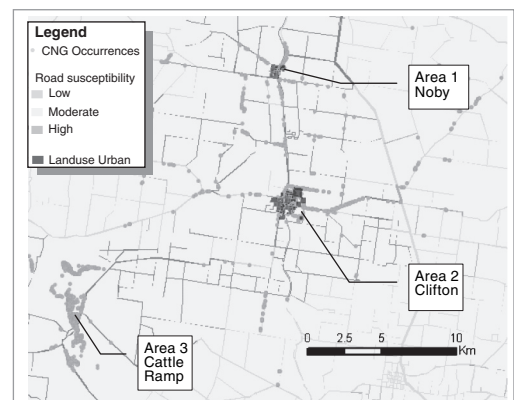 Legend
CNG Occurrences
Road susceptibility
Low
Moderate
High
Landuse Urban
Area 1
Noby
Area 2
Clifton
Area 3
Cattle
Ramp
0 2.5 5 10
Km